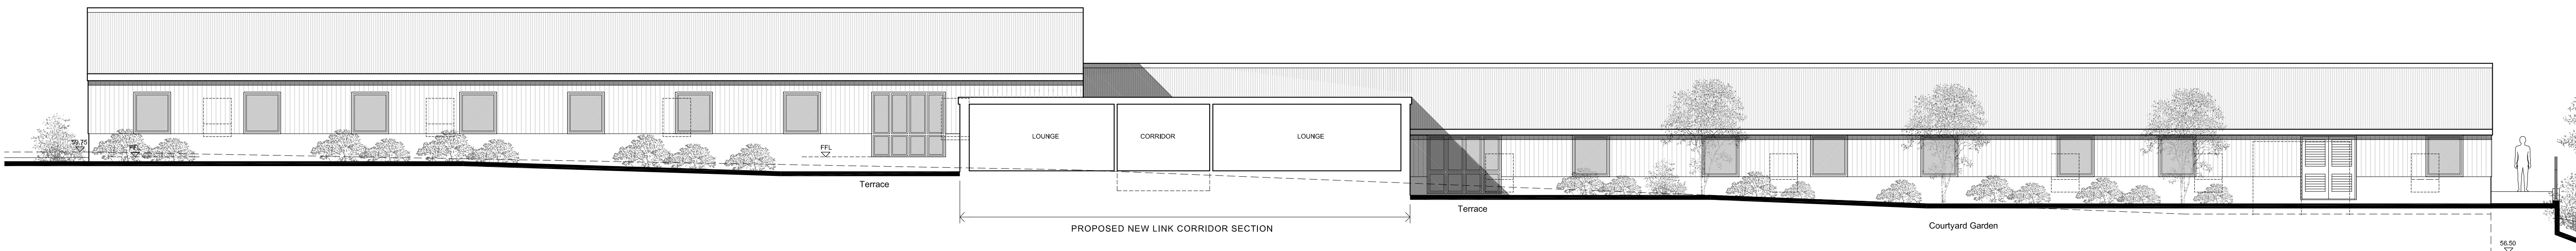 59.75
FFL
FFL
LOUNGE
CORRIDOR
LOUNGE
Terrace
Terrace
PROPOSED NEW LINK CORRIDOR SECTION
Courtyard Garden
56.50